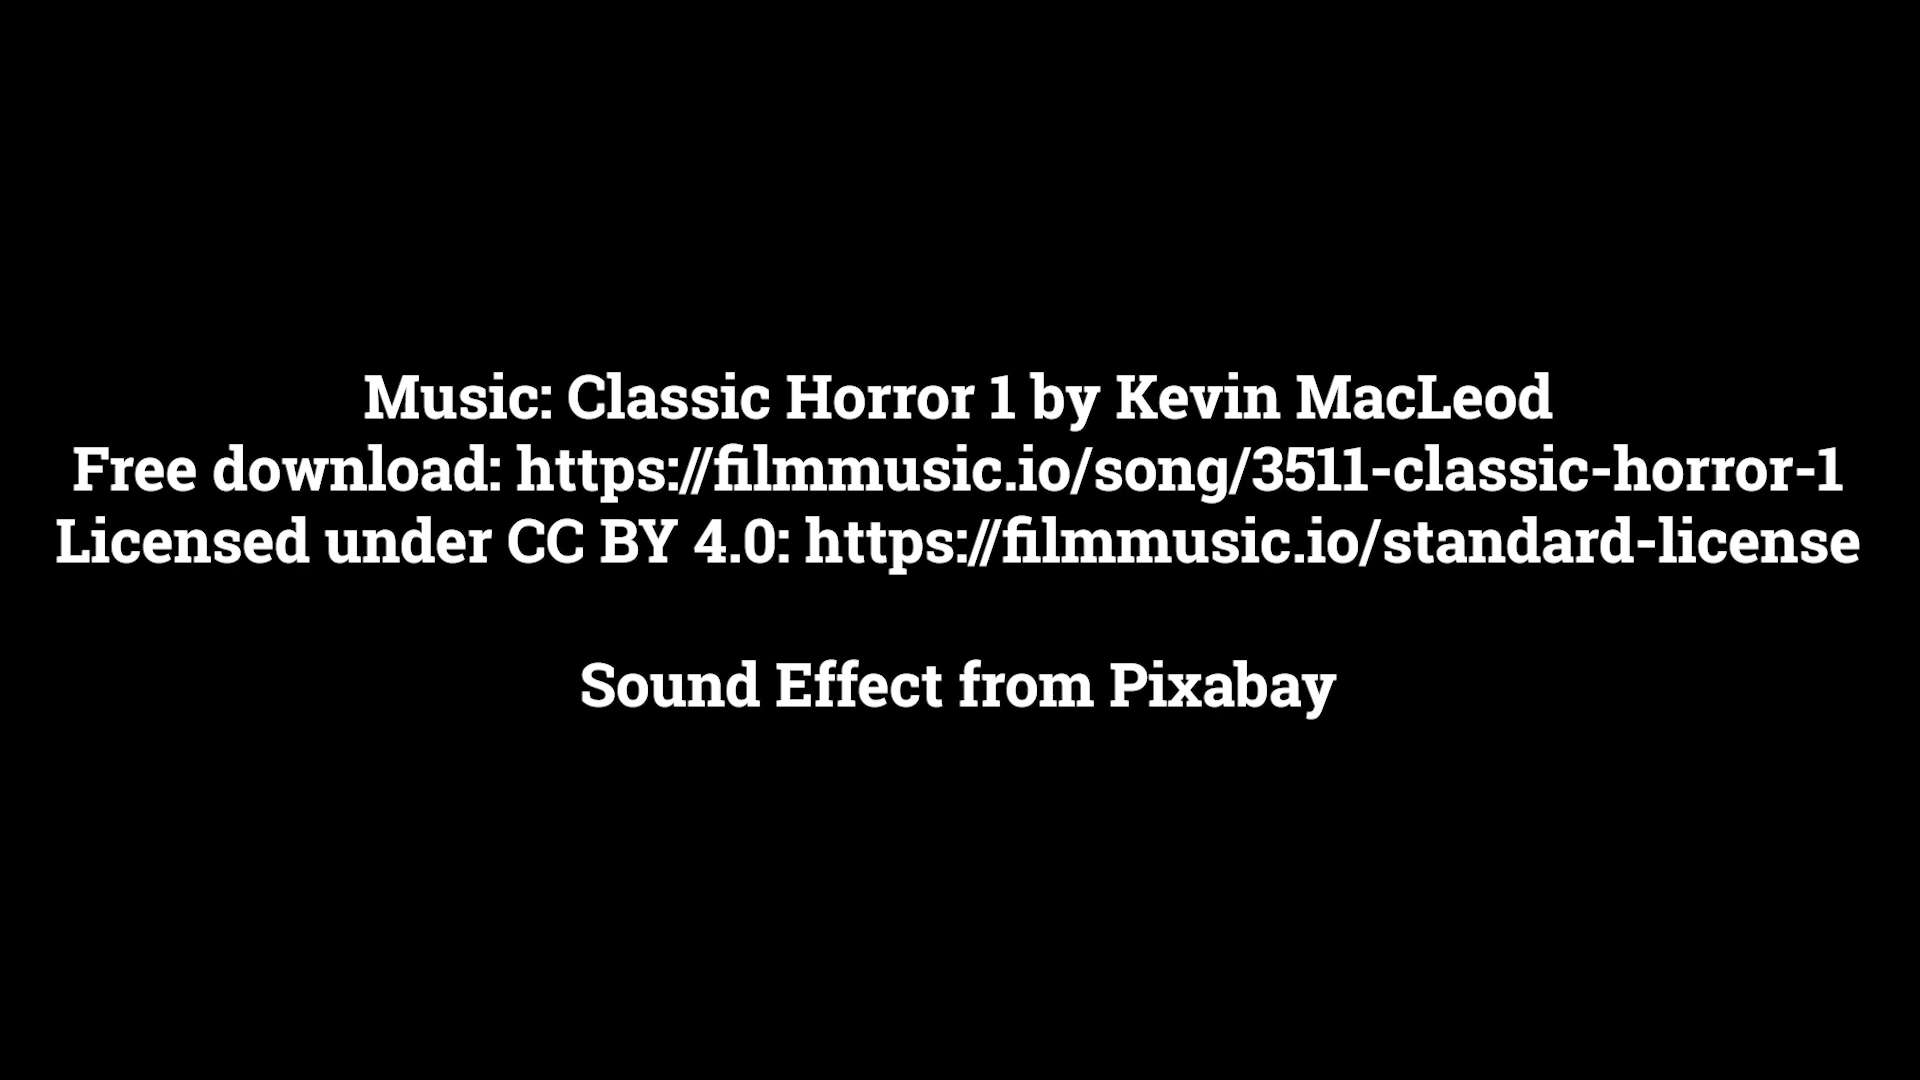 Music: Classic Horror 1 by Kevin MacLeod
Free download: https://filmmusic.io/song/3511-classic-horror-1
Licensed under CC BY 4.0: https://filmmusic.io/standard-license
Sound Effect from Pixabay